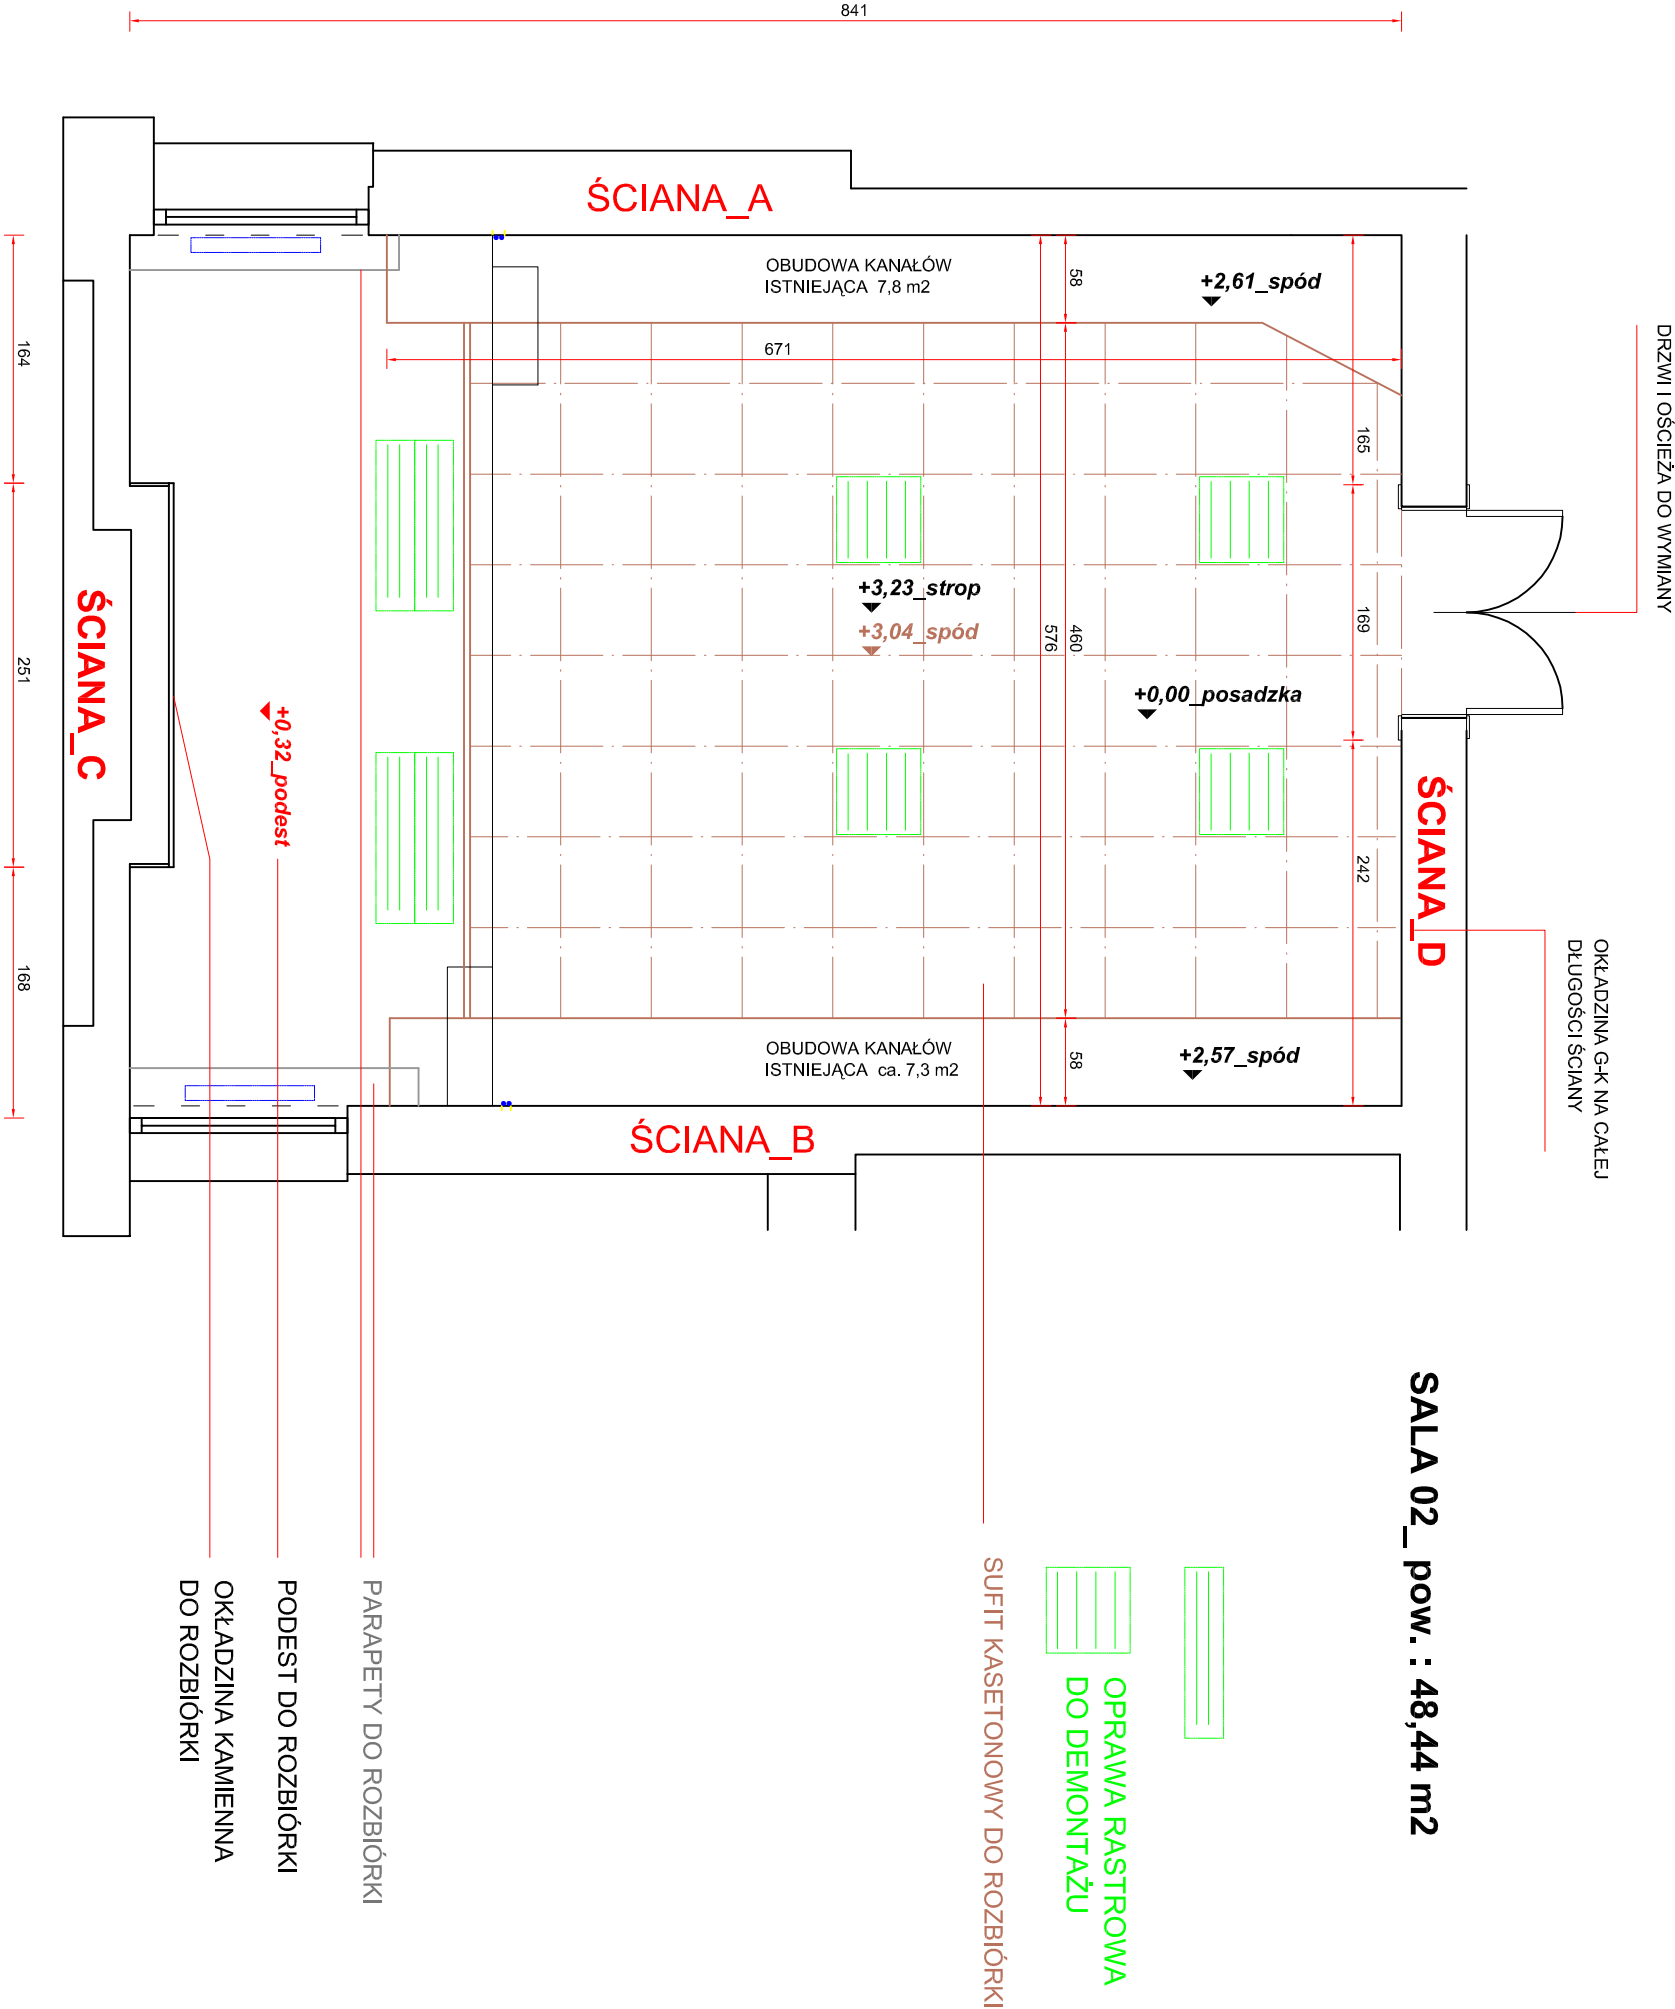 841
ŚCIANA_A
OBUDOWA KANAŁÓW
ISTNIEJĄCA 7,8 m2
58
+2,61_spód
DRZWI I OŚCIEŻA DO WYMIANY
671
164
165
+3,23_strop
+3,04_spód
460
576
169
+0,00_posadzka
ŚCIANA_C
251
+0,32_podest
ŚCIANA_D
242
168
OKŁADZINA G-K NA CAŁEJ
DŁUGOŚCI ŚCIANY
OBUDOWA KANAŁÓW
ISTNIEJĄCA ca. 7,3 m2
58
+2,57_spód
ŚCIANA_B
SALA 02_ pow. : 48,44 m2
OPRAWA RASTROWA
DO DEMONTAŻU
SUFIT KASETONOWY DO ROZBIÓRKI
PARAPETY DO ROZBIÓRKI
PODEST DO ROZBIÓRKI
OKŁADZINA KAMIENNA
DO ROZBIÓRKI